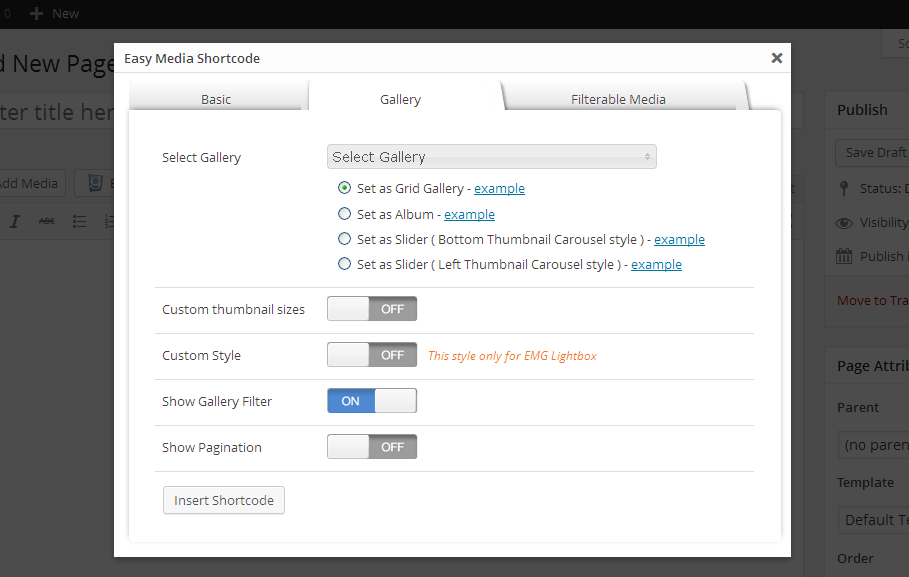 0 + New
d New Page
Easy Media Shortcode
Basic
Gallery
Filterable Media
ter title her
dd Media
Select Gallery
Select Gallery
Set as Grid Gallery - example
Set as Album - example
Set as Slider ( Bottom Thumbnail Carousel style ) - example
Set as Slider ( Left Thumbnail Carousel style ) - example
Custom thumbnail sizes
OFF
Custom Style
OFF
This style only for EMG Lightbox
Show Gallery Filter
ON
Show Pagination
OFF
Insert Shortcode
Publish
Save Draft
Status: D
Visibility
Publish i
Move to Tra
Page Attrib
Parent
(no paren
Template
Default Te
Order